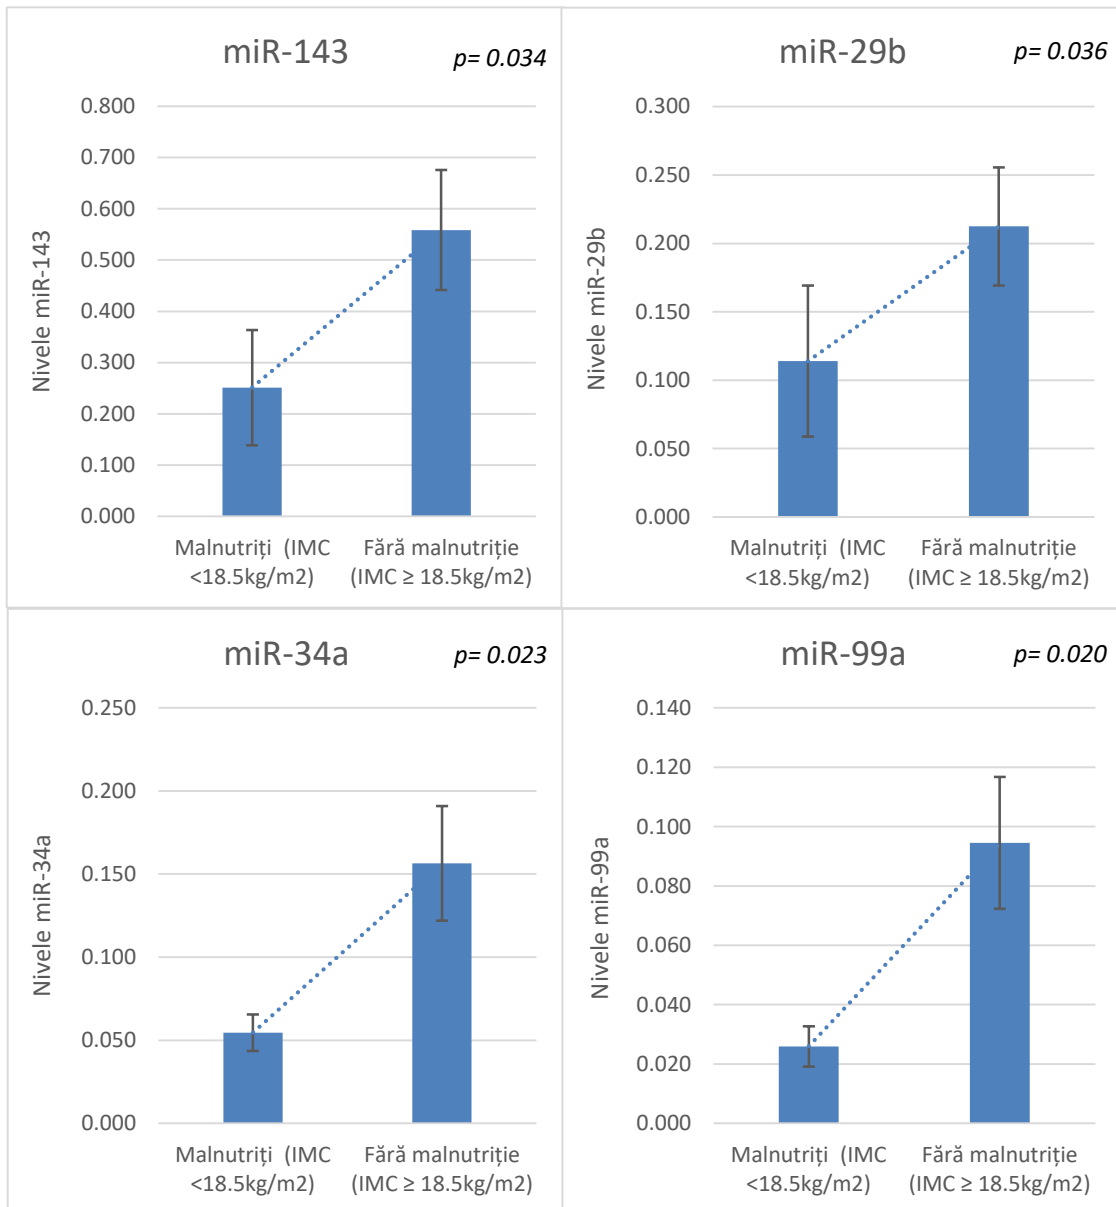 miR-143
p= 0.034
0.800
0.700
0.600
0.500
0.400
0.300
0.200
0.100
0.000
Nivele miR-143
Malnutriți (IMC
<18.5kg/m2)
Fără malnutriție
(IMC ≥ 18.5kg/m2)
miR-29b
p= 0.036
0.300
0.250
0.200
0.150
0.100
0.050
0.000
Nivele miR-29b
Malnutriți (IMC
<18.5kg/m2)
Fără malnutriție
(IMC ≥ 18.5kg/m2)
miR-34a
p= 0.023
0.250
0.200
0.150
0.100
0.050
0.000
Nivele miR-34a
Malnutriți (IMC
<18.5kg/m2)
Fără malnutriție
(IMC ≥ 18.5kg/m2)
miR-99a
p= 0.020
0.140
0.120
0.100
0.080
0.060
0.040
0.020
0.000
Nivele miR-99a
Malnutriți (IMC
<18.5kg/m2)
Fără malnutriție
(IMC ≥ 18.5kg/m2)